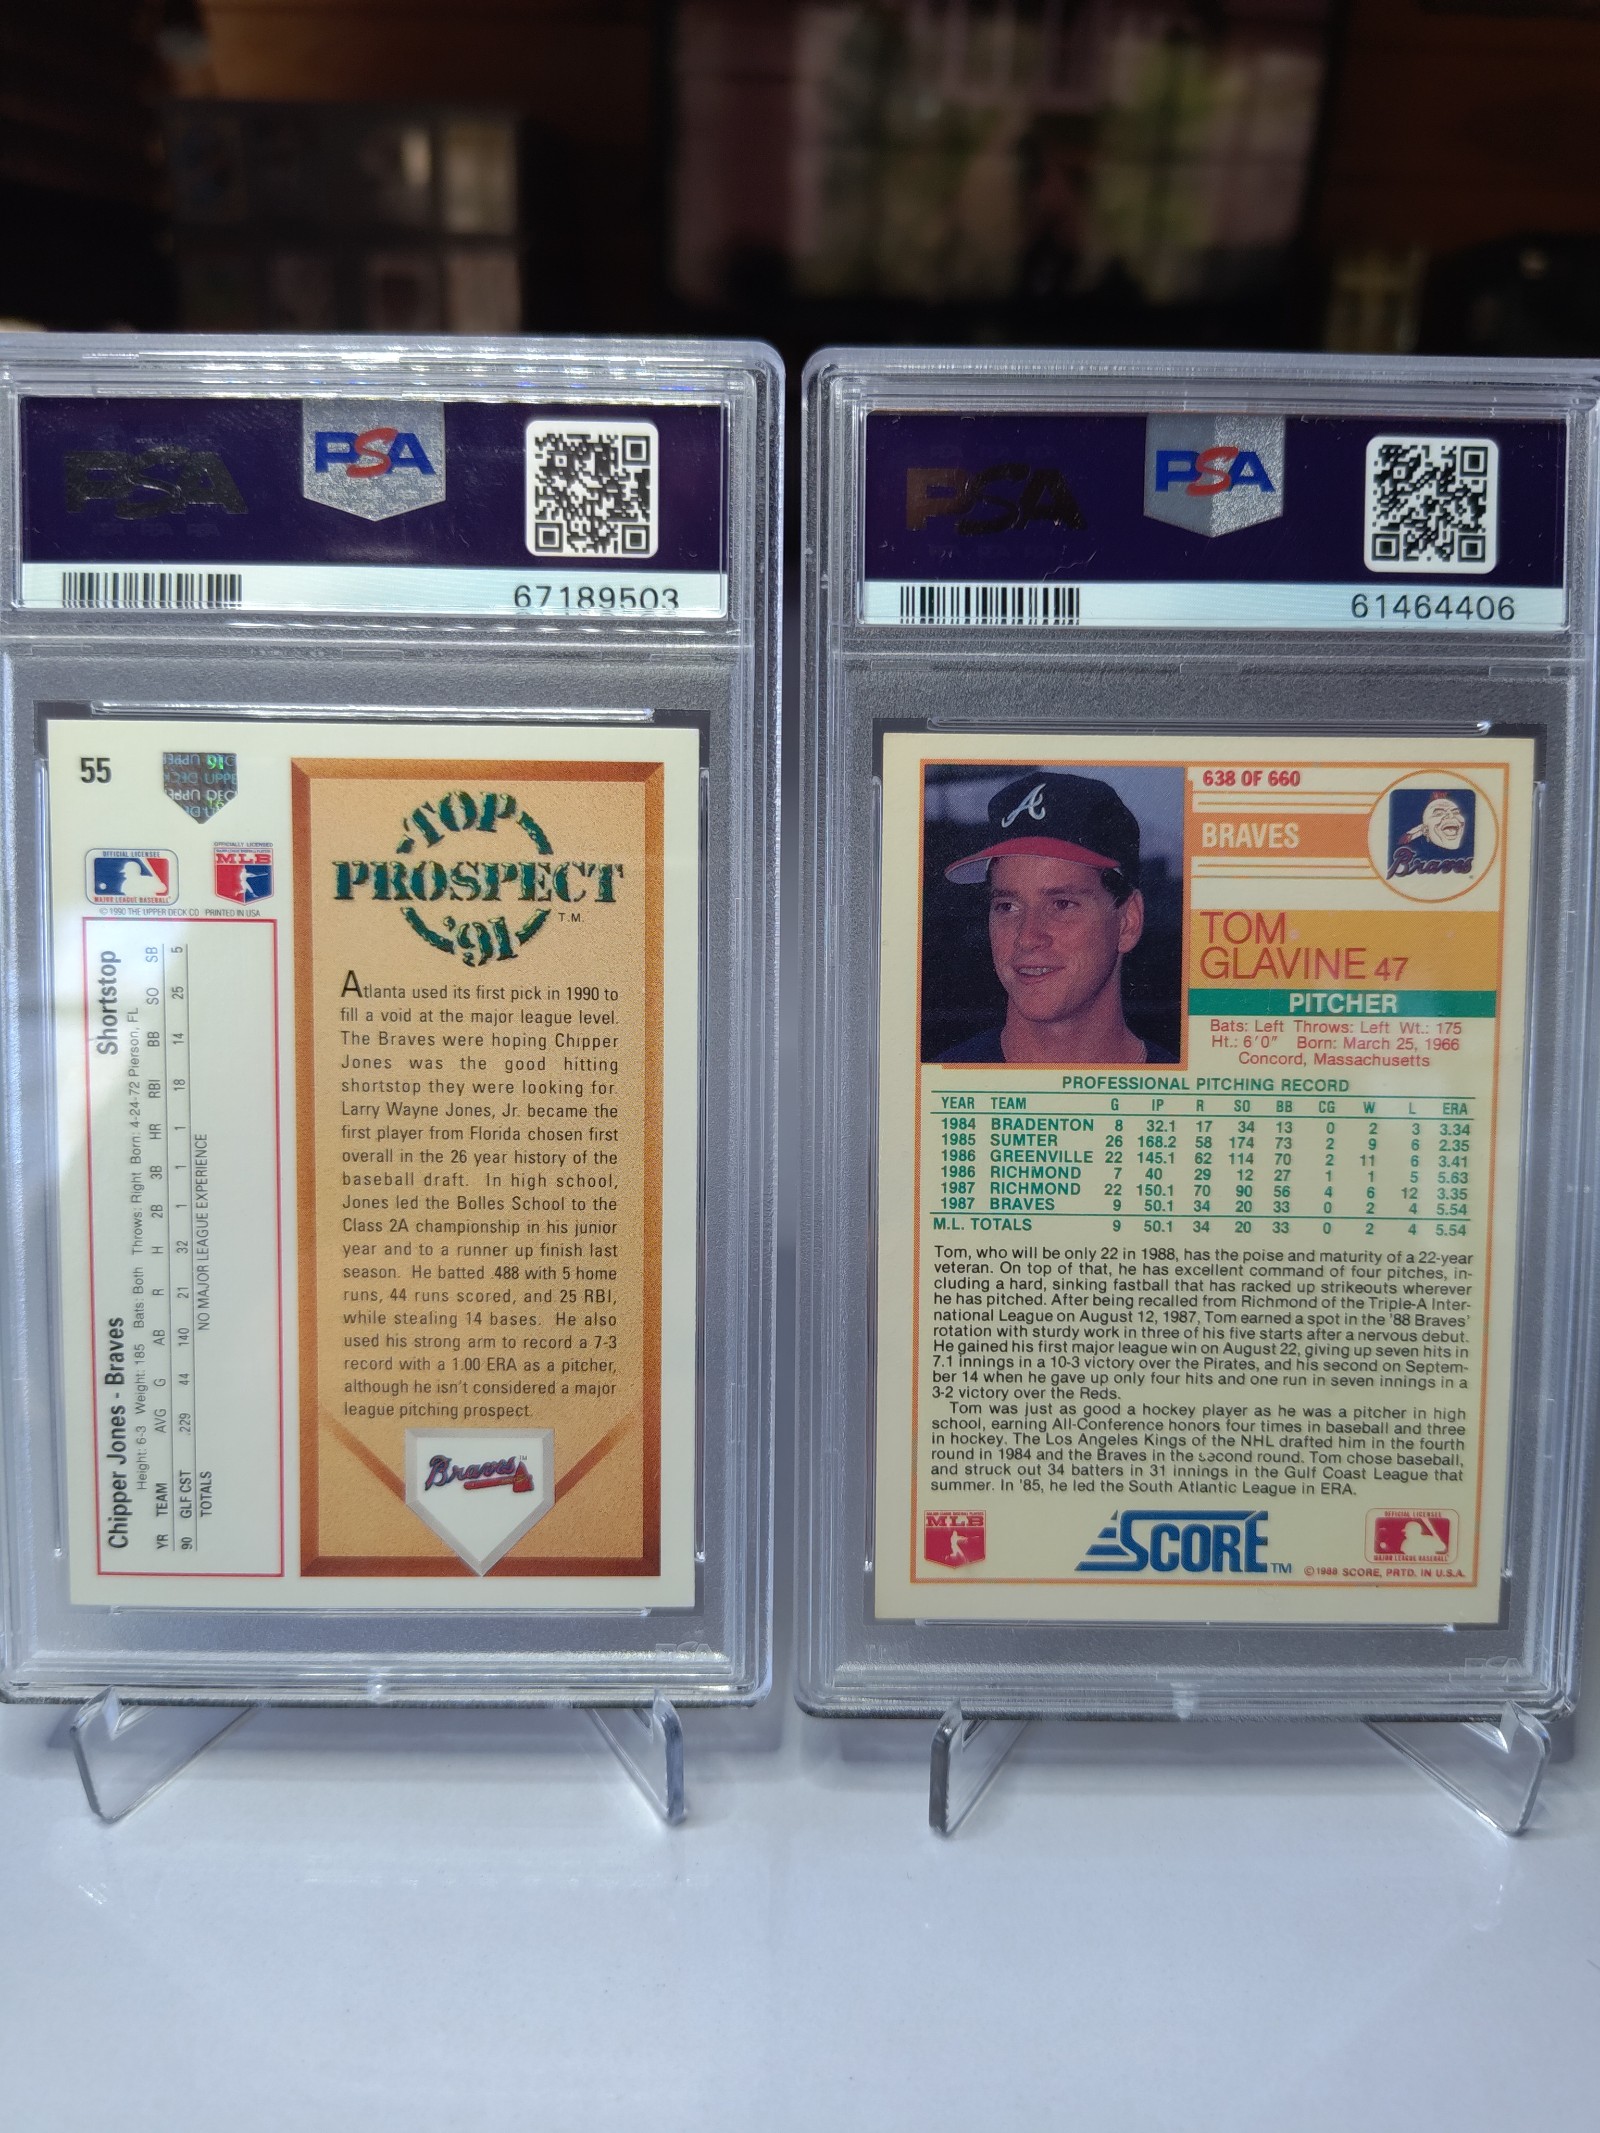 PSA
PSA
67189503
55
OFFICIAL LICENSEE
MAJOR LEAGUE BASEBALL
OFFICIALLY LICENSED
MLB
© 1990 THE UPPER DECK CO PRINTED IN USA
Chipper Jones - Braves Shortstop
Height: 6-3 Weight: 185 Bats: Both Throws: Right Born: 4-24-72 Pierson, FL
YR TEAM AVG G AB R H 2B 3B HR RBI BB SO SB
90 GLF CST .229 44 140 21 32 1 1 1 18 14 25 5
TOTALS NO MAJOR LEAGUE EXPERIENCE
TOP
PROSPECT
'91
T.M.
Atlanta used its first pick in 1990 to
fill a void at the major league level.
The Braves were hoping Chipper
Jones was the good hitting
shortstop they were looking for.
Larry Wayne Jones, Jr. became the
first player from Florida chosen first
overall in the 26 year history of the
baseball draft. In high school,
Jones led the Bolles School to the
Class 2A championship in his junior
year and to a runner up finish last
season. He batted .488 with 5 home
runs, 44 runs scored, and 25 RBI,
while stealing 14 bases. He also
used his strong arm to record a 7-3
record with a 1.00 ERA as a pitcher,
although he isn't considered a major
league pitching prospect.
Braves
PSA
PSA
PSA
61464406
638 OF 660
BRAVES
Braves
TOM
GLAVINE 47
PITCHER
Bats: Left Throws: Left Wt.: 175
Ht.: 6'0" Born: March 25, 1966
Concord, Massachusetts
PROFESSIONAL PITCHING RECORD
YEAR TEAM G IP R SO BB CG W L ERA
1984 BRADENTON 8 32.1 17 34 13 0 2 3 3.34
1985 SUMTER 26 168.2 58 174 73 2 9 6 2.35
1986 GREENVILLE 22 145.1 62 114 70 2 11 6 3.41
1986 RICHMOND 7 40 29 12 27 1 1 5 5.63
1987 RICHMOND 22 150.1 70 90 56 4 6 12 3.35
1987 BRAVES 9 50.1 34 20 33 0 2 4 5.54
M.L. TOTALS 9 50.1 34 20 33 0 2 4 5.54
Tom, who will be only 22 in 1988, has the poise and maturity of a 22-year
veteran. On top of that, he has excellent command of four pitches, in-
cluding a hard, sinking fastball that has racked up strikeouts wherever
he has pitched. After being recalled from Richmond of the Triple-A Inter-
national League on August 12, 1987, Tom earned a spot in the '88 Braves'
rotation with sturdy work in three of his five starts after a nervous debut.
He gained his first major league win on August 22, giving up seven hits in
7.1 innings in a 10-3 victory over the Pirates, and his second on Septem-
ber 14 when he gave up only four hits and one run in seven innings in a
3-2 victory over the Reds.
Tom was just as good a hockey player as he was a pitcher in high
school, earning All-Conference honors four times in baseball and three
in hockey. The Los Angeles Kings of the NHL drafted him in the fourth
round in 1984 and the Braves in the second round. Tom chose baseball,
and struck out 34 batters in 31 innings in the Gulf Coast League that
summer. In '85, he led the South Atlantic League in ERA.
MLB
SCORE™
OFFICIAL LICENSEE
MAJOR LEAGUE BASEBALL
©1988 SCORE, PRTD. IN U.S.A.
PSA